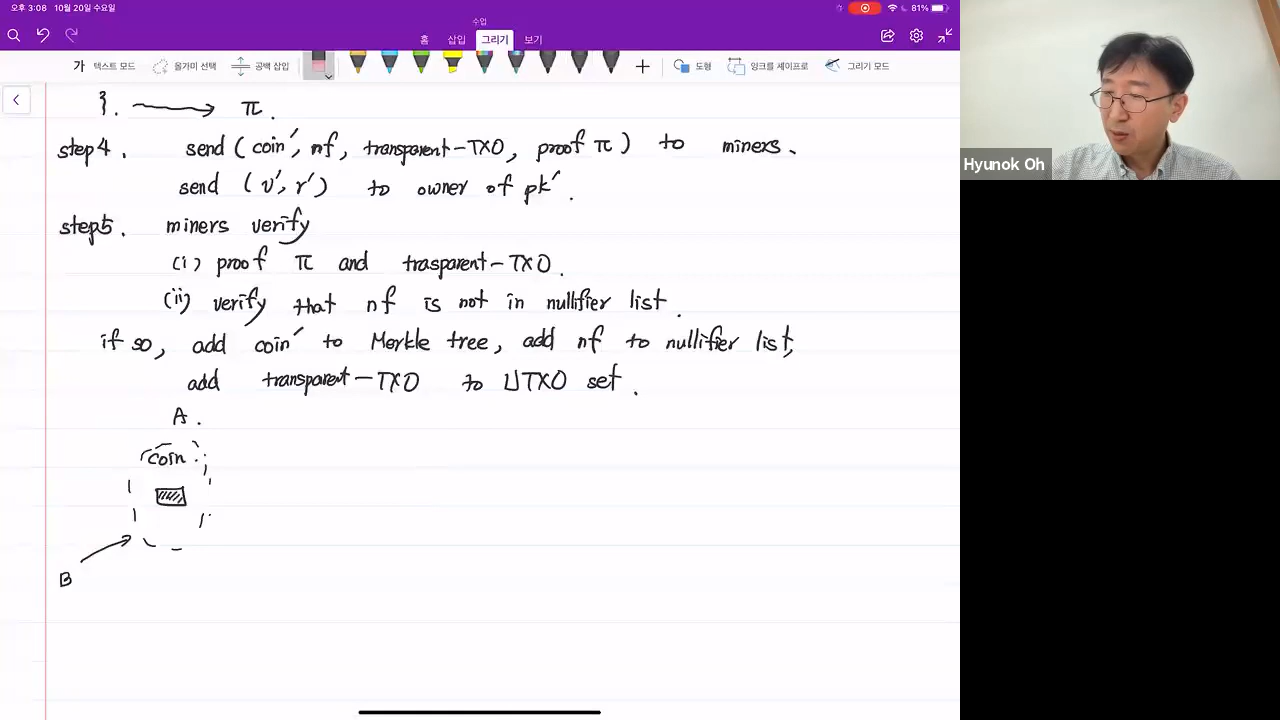 오후 3:08 10월 20일 수요일
81%
수업
홈 삽입 그리기 보기
가 텍스트 모드 올가미 선택 공백 삽입 도형 잉크를 셰이프로 그리기 모드
}. → π.
step 4. send (coin′, nf, transparent-TXO, proof π) to miners.
send (v′, r′) to owner of pk′.
step 5. miners verify
(i) proof π and trasparent-TXO.
(ii) verify that nf is not in nullifier list.
if so, add coin′ to Merkle tree, add nf to nullifier list,
add transparent-TXO to UTXO set.
A.
coin
B
Hyunok Oh